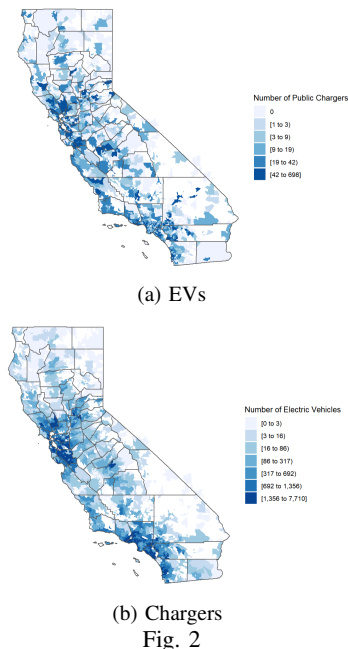 Number of Public Chargers
0
[1 to 3)
[3 to 9)
[9 to 19)
[19 to 42)
[42 to 698]
(a) EVs
Number of Electric Vehicles
[0 to 3)
[3 to 16)
[16 to 86)
[86 to 317)
[317 to 692)
[692 to 1,356)
[1,356 to 7,710]
(b) Chargers
Fig. 2